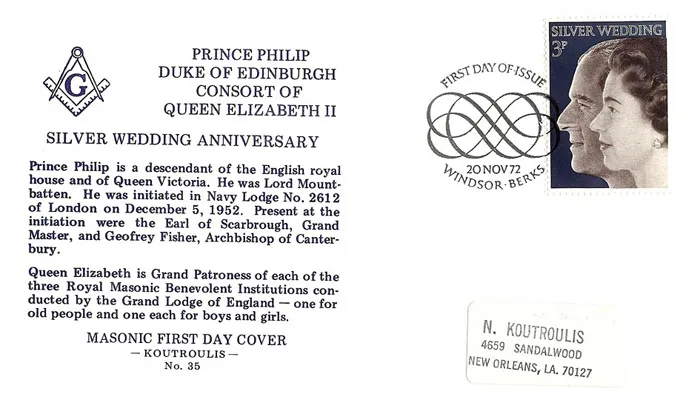 G
PRINCE PHILIP
DUKE OF EDINBURGH
CONSORT OF
QUEEN ELIZABETH II
SILVER WEDDING ANNIVERSARY
Prince Philip is a descendant of the English royal
house and of Queen Victoria. He was Lord Mount-
batten. He was initiated in Navy Lodge No. 2612
of London on December 5, 1952. Present at the
initiation were the Earl of Scarbrough, Grand
Master, and Geofrey Fisher, Archbishop of Canter-
bury.
Queen Elizabeth is Grand Patroness of each of the
three Royal Masonic Benevolent Institutions con-
ducted by the Grand Lodge of England — one for
old people and one each for boys and girls.
MASONIC FIRST DAY COVER
— KOUTROULIS —
No. 35
FIRST DAY OF ISSUE
20 NOV 72
WINDSOR · BERKS
SILVER WEDDING
3P
N. KOUTROULIS
4659 SANDALWOOD
NEW ORLEANS, LA. 70127